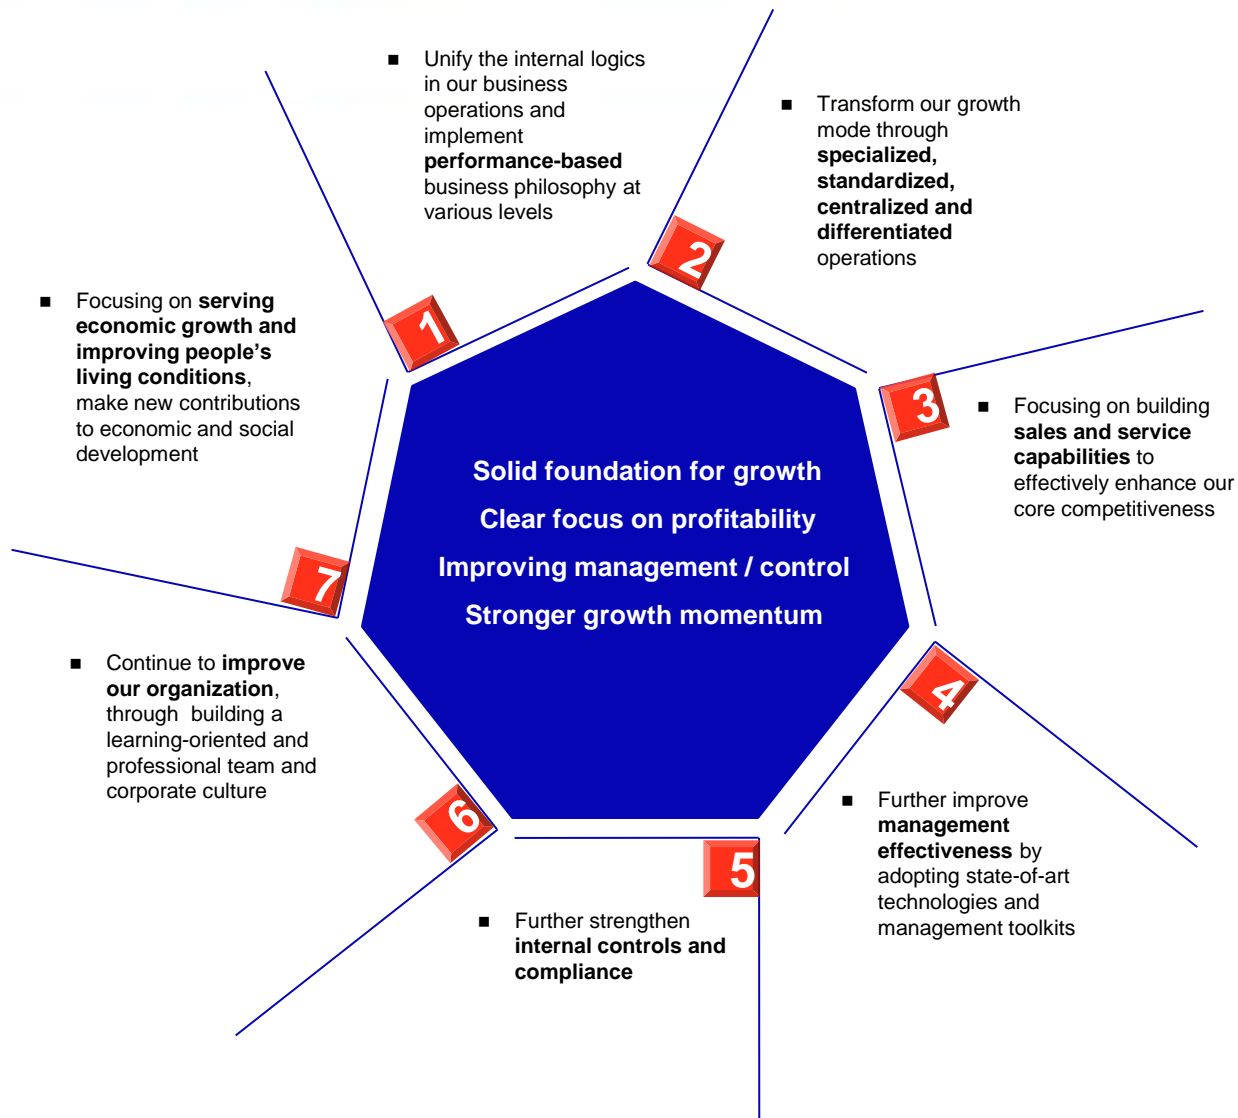 1
■ Unify the internal logics
in our business
operations and
implement
performance-based
business philosophy at
various levels
2
■ Transform our growth
mode through
specialized,
standardized,
centralized and
differentiated
operations
3
■ Focusing on building
sales and service
capabilities to
effectively enhance our
core competitiveness
4
■ Further improve
management
effectiveness by
adopting state-of-art
technologies and
management toolkits
5
■ Further strengthen
internal controls and
compliance
6
■ Continue to improve
our organization,
through building a
learning-oriented and
professional team and
corporate culture
7
■ Focusing on serving
economic growth and
improving people’s
living conditions,
make new contributions
to economic and social
development
Solid foundation for growth
Clear focus on profitability
Improving management / control
Stronger growth momentum